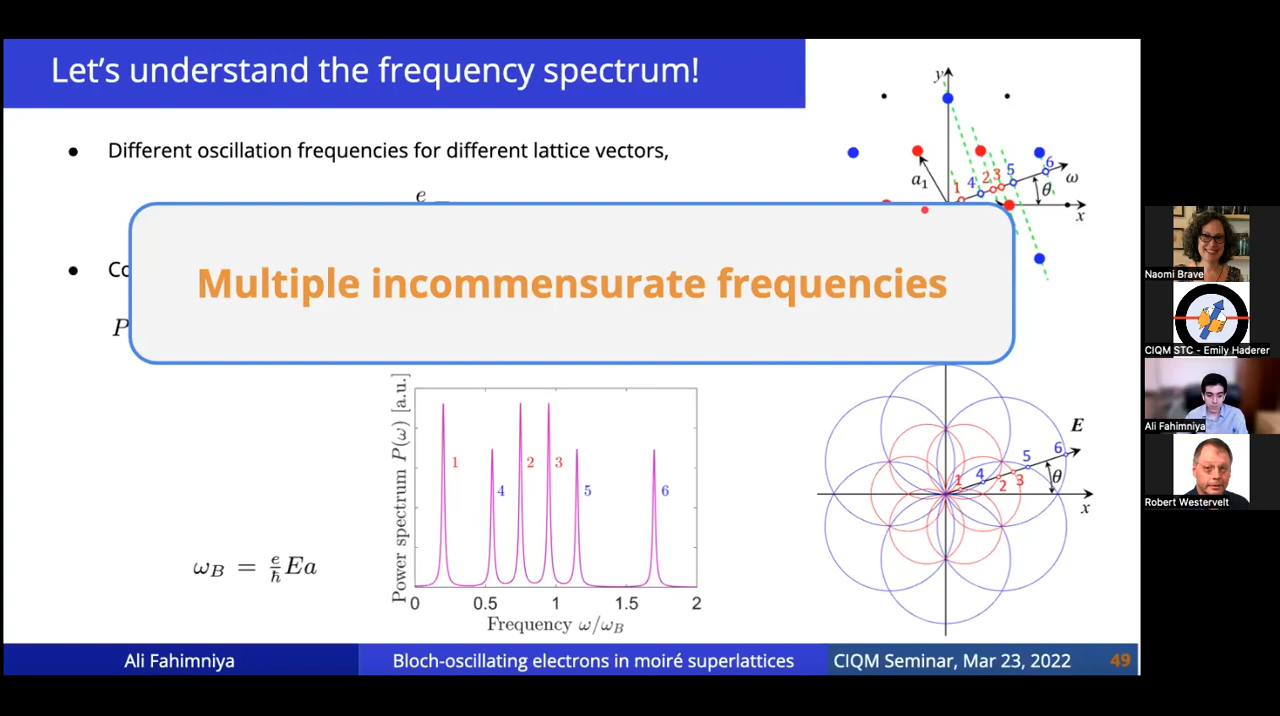 Let's understand the frequency spectrum!
● Different oscillation frequencies for different lattice vectors,
e
● Co
P
Multiple incommensurate frequencies
y
a₁
1
4
2
3
5
6
ω
θ
x
Power spectrum P(ω) [a.u.]
1
4
2
3
5
6
0
0.5
1
1.5
2
Frequency ω/ω_B
ω_B = e/ħ Ea
E
1
4
2
3
5
6
θ
x
Ali Fahimniya
Bloch-oscillating electrons in moiré superlattices
CIQM Seminar, Mar 23, 2022
49
Naomi Brave
CIQM STC - Emily Haderer
Ali Fahimniya
Robert Westervelt